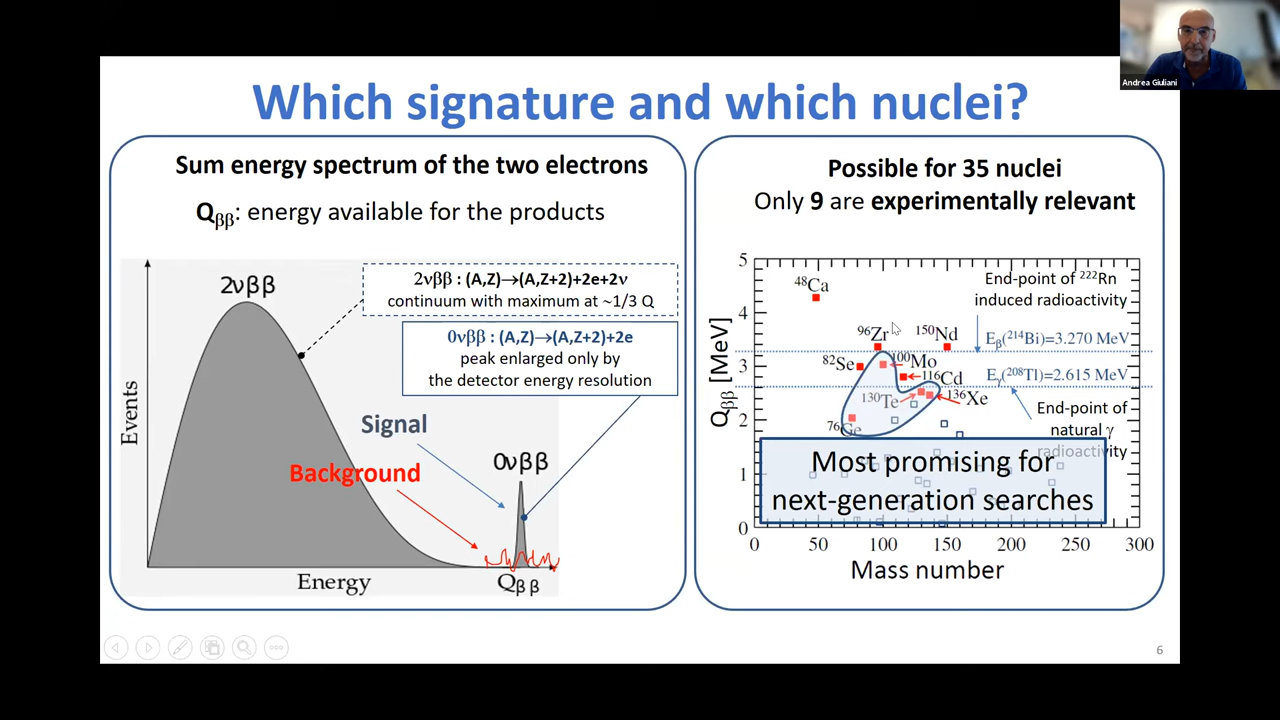 Andrea Giuliani
Which signature and which nuclei?
Sum energy spectrum of the two electrons
Qββ: energy available for the products
2νββ
2νββ : (A,Z)→(A,Z+2)+2e+2ν
continuum with maximum at ~1/3 Q
0νββ : (A,Z)→(A,Z+2)+2e
peak enlarged only by
the detector energy resolution
Events
Signal
Background
0νββ
Energy
Qββ
Possible for 35 nuclei
Only 9 are experimentally relevant
5
4
3
2
1
0
Qββ [MeV]
48Ca
End-point of 222Rn
induced radioactivity
96Zr
150Nd
Eβ(214Bi)=3.270 MeV
82Se
100Mo
116Cd
Eγ(208Tl)=2.615 MeV
130Te
136Xe
76Ge
End-point of
natural γ
radioactivity
Most promising for
next-generation searches
0 50 100 150 200 250 300
Mass number
6